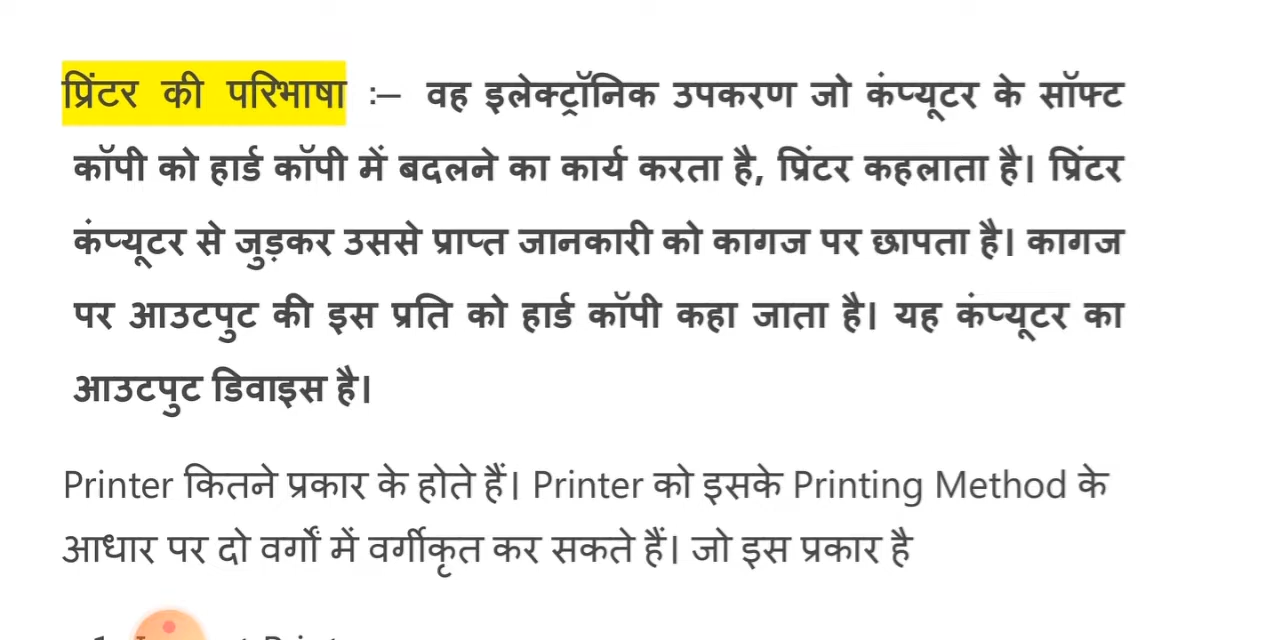 प्रिंटर की परिभाषा :– वह इलेक्ट्रॉनिक उपकरण जो कंप्यूटर के सॉफ्ट
कॉपी को हार्ड कॉपी में बदलने का कार्य करता है, प्रिंटर कहलाता है। प्रिंटर
कंप्यूटर से जुड़कर उससे प्राप्त जानकारी को कागज पर छापता है। कागज
पर आउटपुट की इस प्रति को हार्ड कॉपी कहा जाता है। यह कंप्यूटर का
आउटपुट डिवाइस है।
Printer कितने प्रकार के होते हैं। Printer को इसके Printing Method के
आधार पर दो वर्गों में वर्गीकृत कर सकते हैं। जो इस प्रकार है